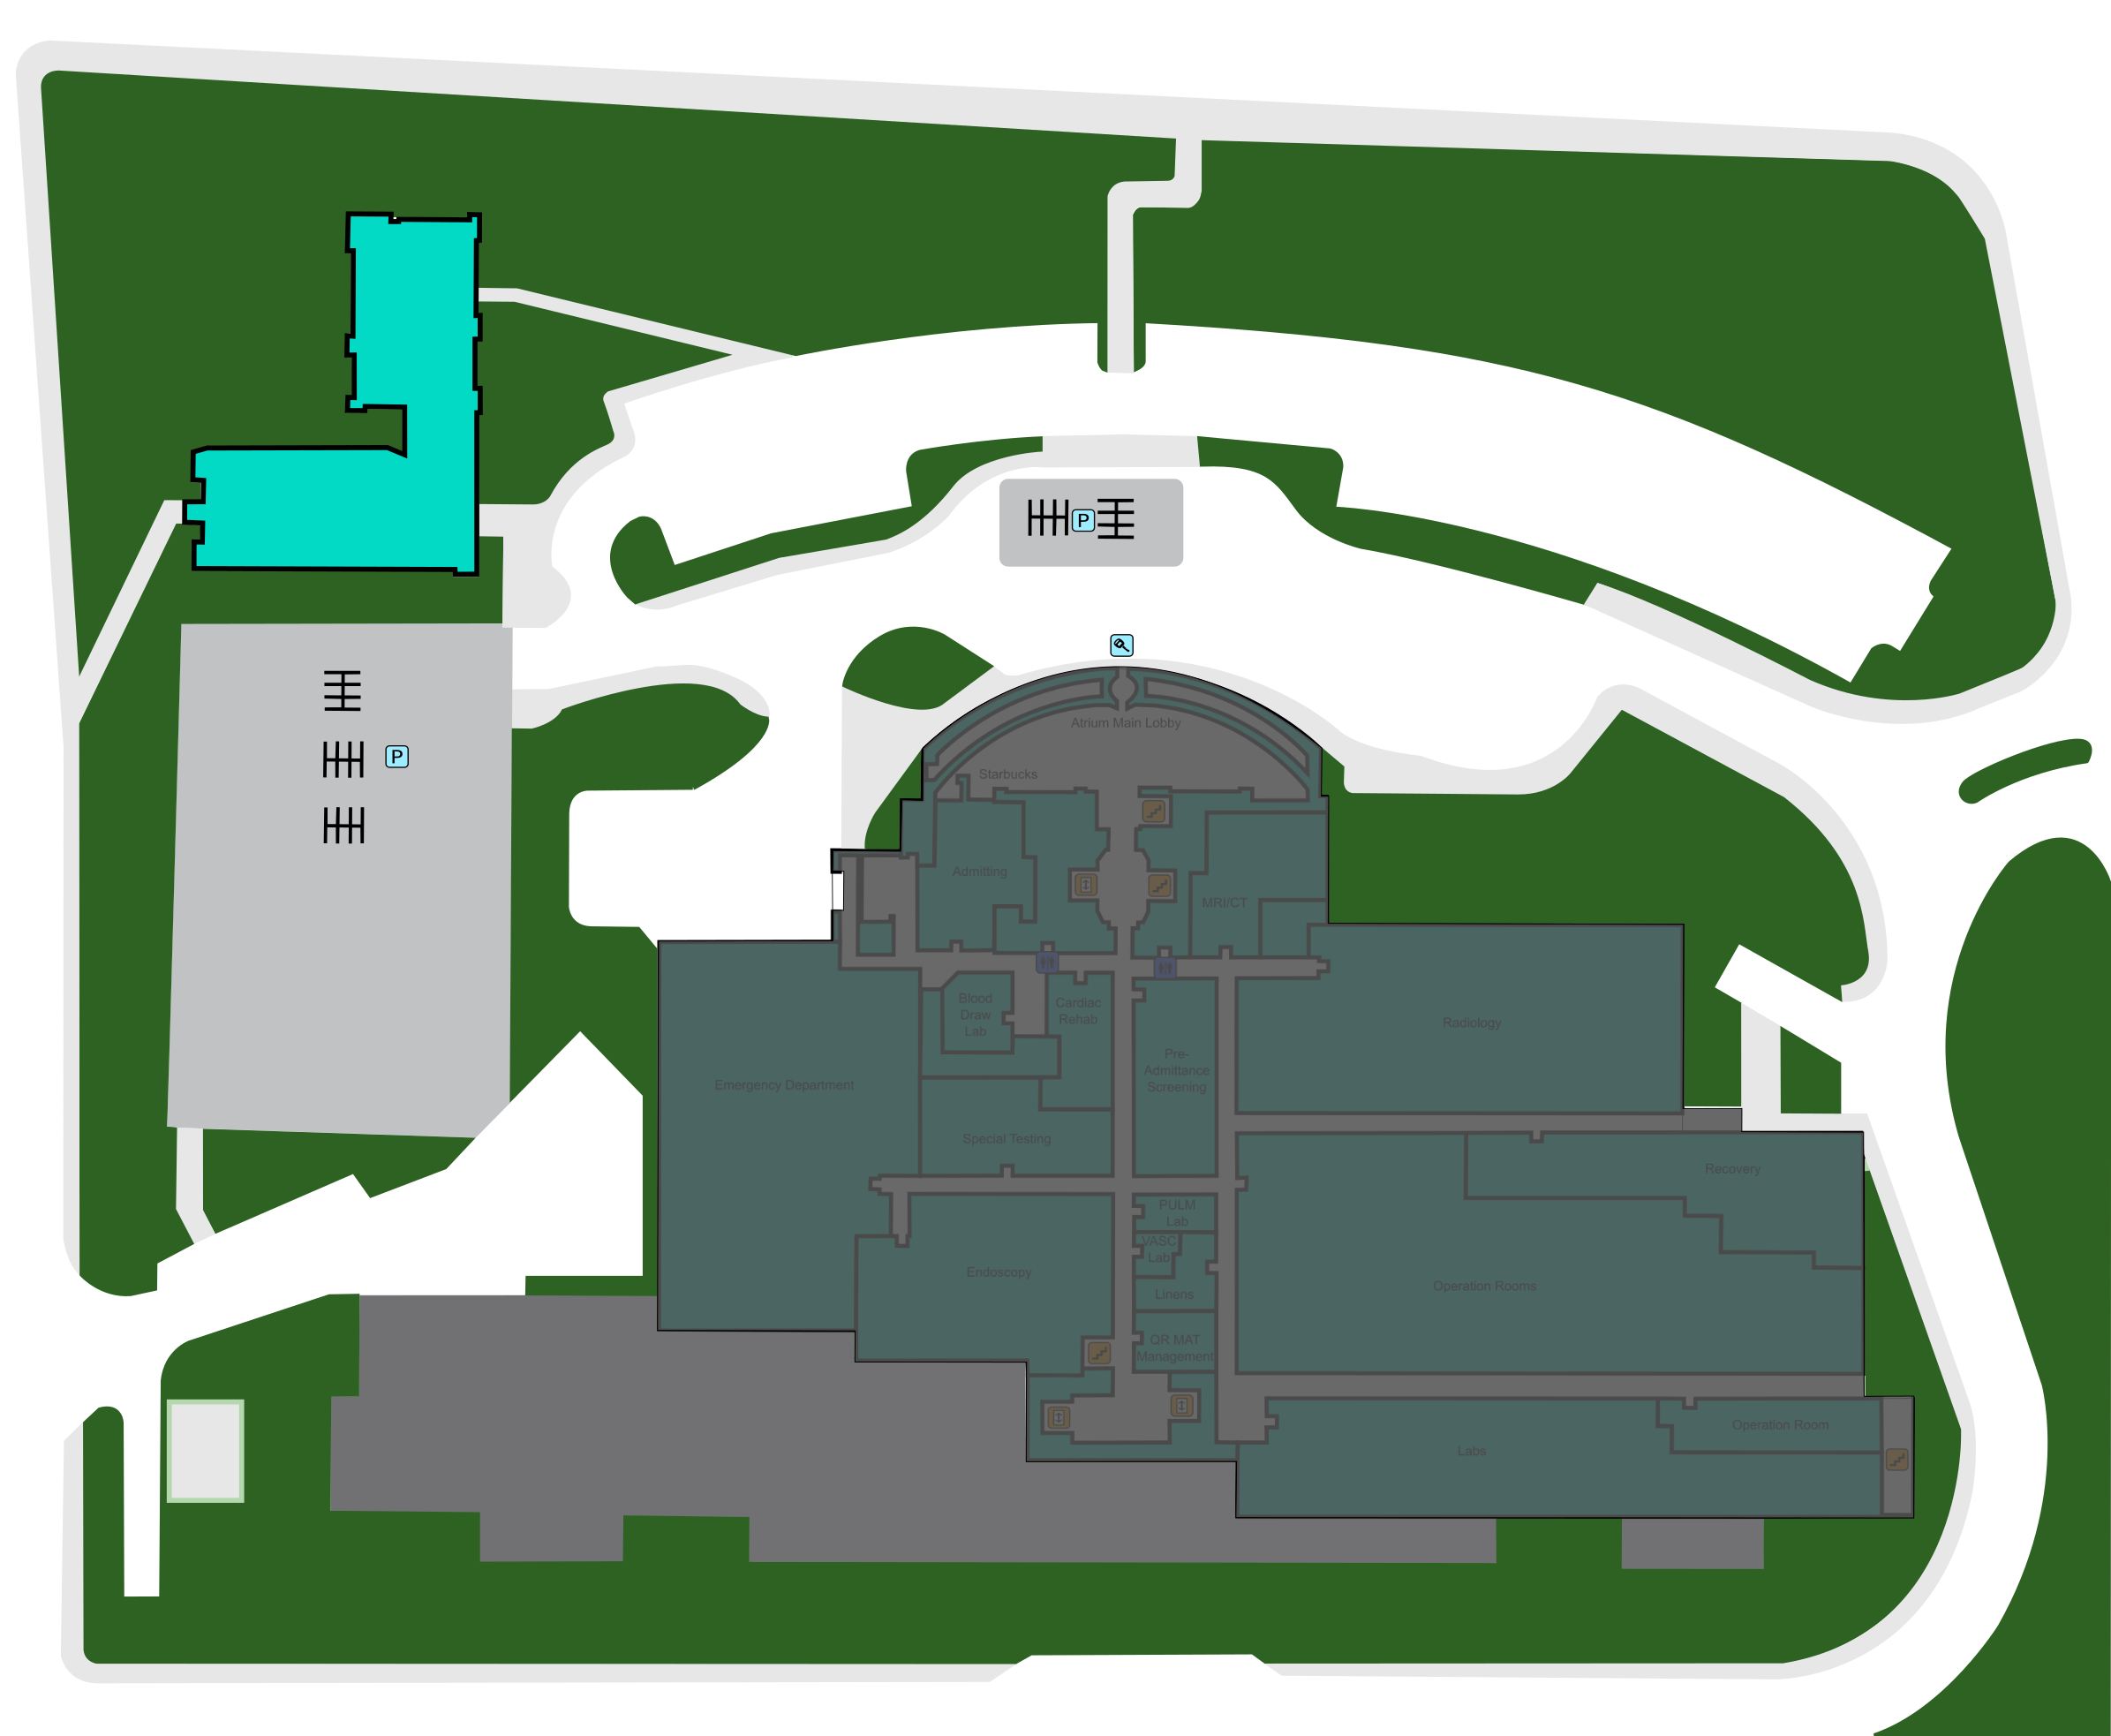 P
Atrium Main Lobby
P
Starbucks
Admitting
MRI/CT
Blood
Draw
Lab
Cardiac
Rehab
Radiology
Pre-
Admittance
Screening
Emergency Department
Special Testing
Recovery
PULM
Lab
VASC
Lab
Endoscopy
Linens
Operation Rooms
QR MAT
Management
Operation Room
Labs